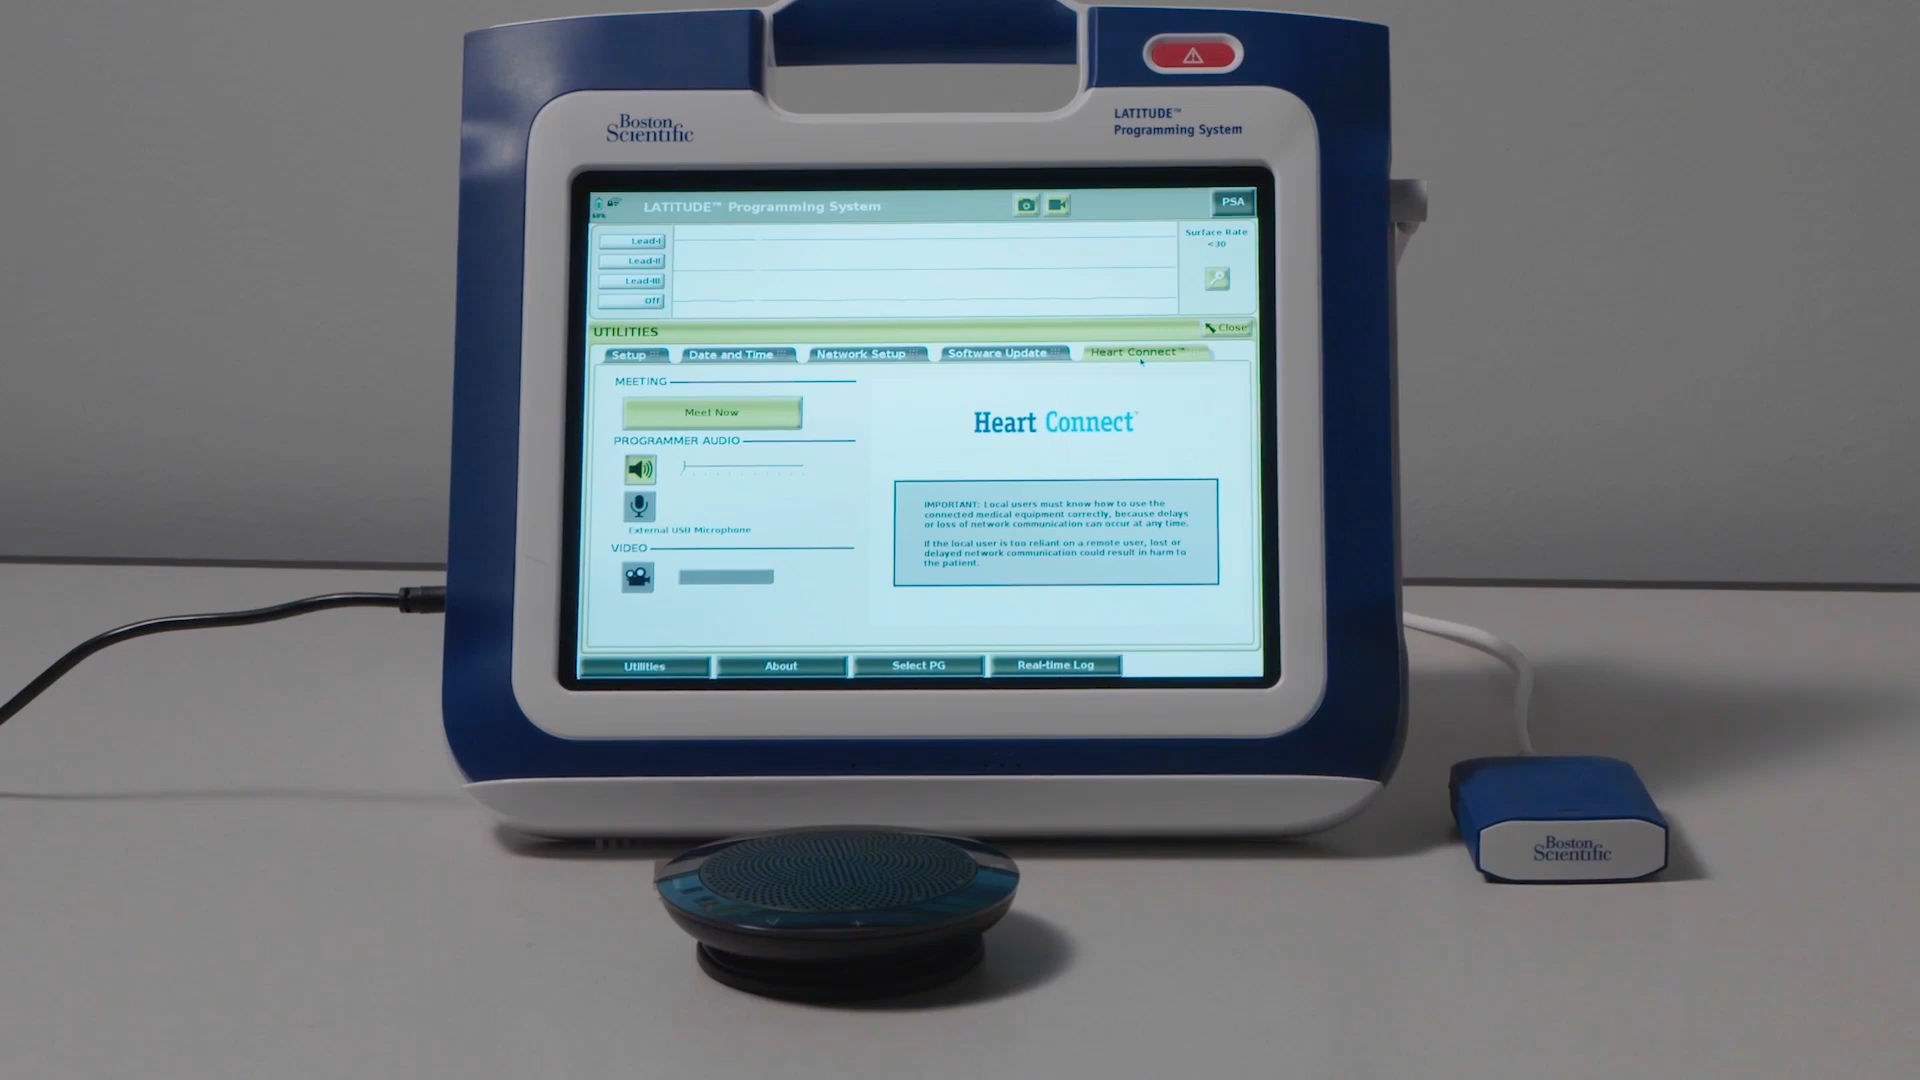 Boston
Scientific
LATITUDE™
Programming System
68%
LATITUDE™ Programming System
PSA
Lead-I
Lead-II
Lead-III
Off
Surface Rate
<30
UTILITIES
Close
Setup
Date and Time
Network Setup
Software Update
Heart Connect™
MEETING
Meet Now
PROGRAMMER AUDIO
External USB Microphone
VIDEO
Heart Connect™
IMPORTANT: Local users must know how to use the
connected medical equipment correctly, because delays
or loss of network communication can occur at any time.
If the local user is too reliant on a remote user, lost or
delayed network communication could result in harm to
the patient.
Utilities
About
Select PG
Real-time Log
Boston
Scientific